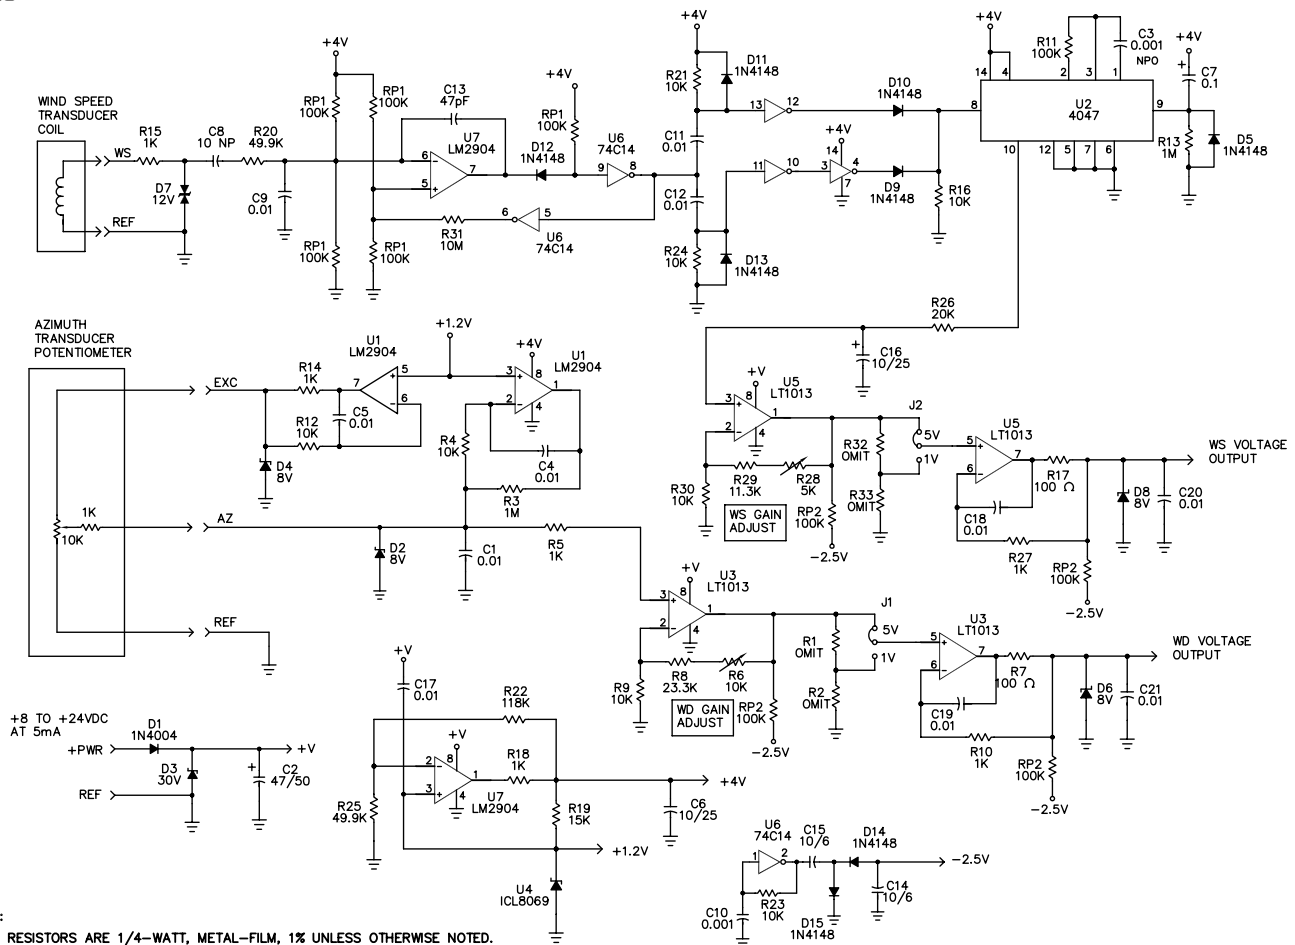 WIND SPEED
TRANSDUCER
COIL
WS
REF
R15
1K
D7
12V
C8
10 NP
R20
49.9K
C9
0.01
+4V
RP1
100K
RP1
100K
RP1
100K
RP1
100K
C13
47pF
U7
LM2904
6
5
7
R31
10M
D12
1N4148
+4V
RP1
100K
U6
74C14
9
8
6
5
U6
74C14
+4V
R21
10K
D11
1N4148
C11
0.01
C12
0.01
R24
10K
D13
1N4148
13
12
11
10
+4V
14
3
4
7
D10
1N4148
D9
1N4148
R16
10K
+4V
14
4
R11
100K
2
3
1
C3
0.001
NPO
8
U2
4047
9
10
12
5
7
6
+4V
C7
0.1
R13
1M
D5
1N4148
R26
20K
C16
10/25
AZIMUTH
TRANSDUCER
POTENTIOMETER
EXC
1K
10K
AZ
REF
R14
1K
R12
10K
D4
8V
C5
0.01
U1
LM2904
7
5
6
+1.2V
+4V
U1
LM2904
3
8
1
2
4
R4
10K
C4
0.01
R3
1M
D2
8V
C1
0.01
R5
1K
+V
U5
LT1013
3
8
1
2
4
R30
10K
R29
11.3K
R28
5K
WS GAIN
ADJUST
RP2
100K
-2.5V
R32
OMIT
R33
OMIT
J2
5V
1V
U5
LT1013
5
6
7
C18
0.01
R27
1K
R17
100 Ω
RP2
100K
-2.5V
D8
8V
C20
0.01
WS VOLTAGE
OUTPUT
+V
U3
LT1013
3
8
1
2
4
R9
10K
R8
23.3K
R6
10K
WD GAIN
ADJUST
RP2
100K
-2.5V
R1
OMIT
R2
OMIT
J1
5V
1V
U3
LT1013
5
6
7
C19
0.01
R10
1K
R7
100 Ω
RP2
100K
-2.5V
D6
8V
C21
0.01
WD VOLTAGE
OUTPUT
+8 TO +24VDC
AT 5mA
+PWR
REF
D1
1N4004
D3
30V
C2
47/50
+V
+V
C17
0.01
R22
118K
R25
49.9K
+V
2
8
1
3
4
U7
LM2904
R18
1K
R19
15K
C6
10/25
+4V
+1.2V
U4
ICL8069
U6
74C14
1
2
C10
0.001
R23
10K
C15
10/6
D14
1N4148
D15
1N4148
C14
10/6
-2.5V
:
RESISTORS ARE 1/4-WATT, METAL-FILM, 1% UNLESS OTHERWISE NOTED.